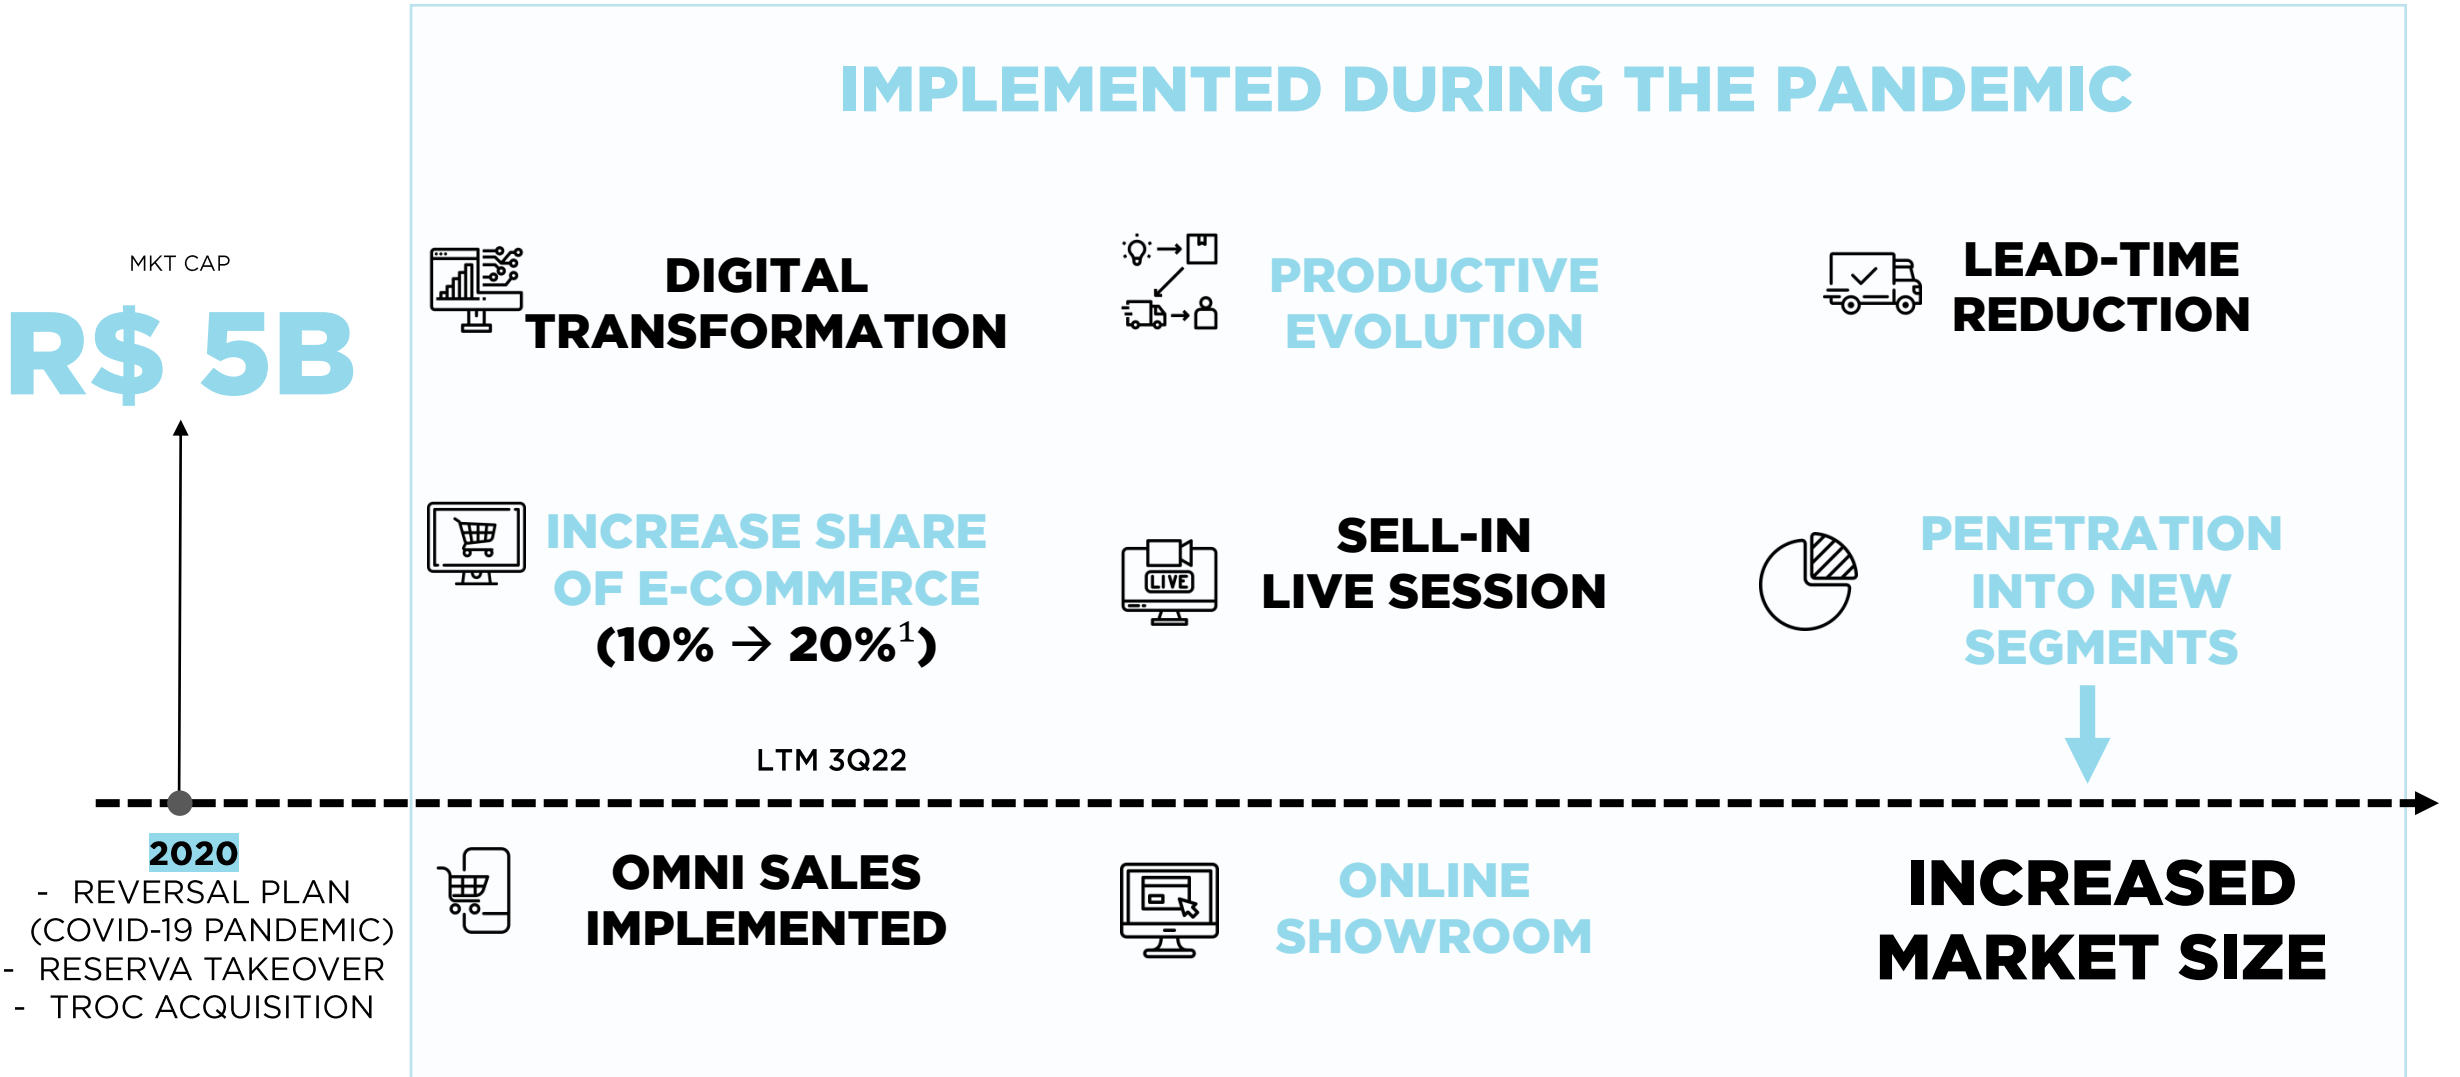 IMPLEMENTED DURING THE PANDEMIC
MKT CAP
R$ 5B
DIGITAL
TRANSFORMATION
PRODUCTIVE
EVOLUTION
LEAD-TIME
REDUCTION
INCREASE SHARE
OF E-COMMERCE
(10% → 20%¹)
LIVE
SELL-IN
LIVE SESSION
PENETRATION
INTO NEW
SEGMENTS
LTM 3Q22
2020
- REVERSAL PLAN
(COVID-19 PANDEMIC)
- RESERVA TAKEOVER
- TROC ACQUISITION
OMNI SALES
IMPLEMENTED
ONLINE
SHOWROOM
INCREASED
MARKET SIZE